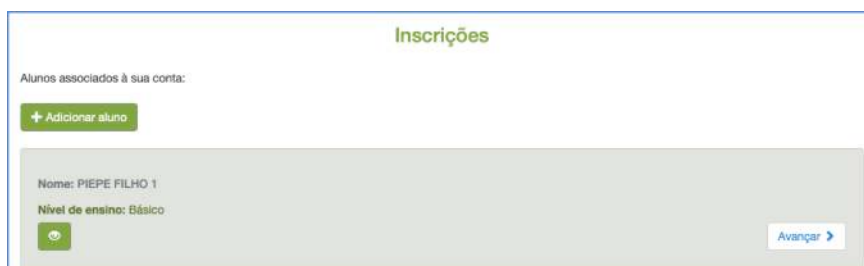 Inscrições
Alunos associados à sua conta:
+ Adicionar aluno
Nome: PIEPE FILHO 1
Nível de ensino: Básico
Avançar